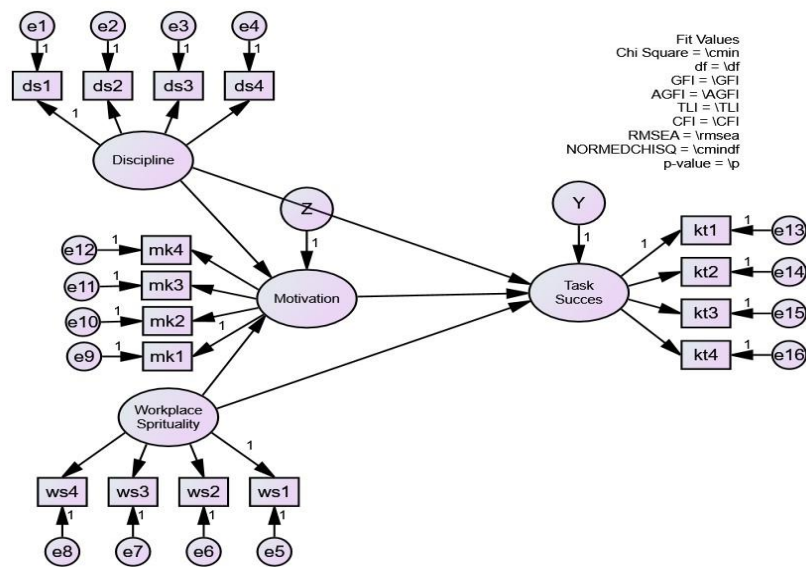 e1 e2 e3 e4
1 1 1 1
ds1 ds2 ds3 ds4
1
Discipline
Fit Values
Chi Square = \cmin
df = \df
GFI = \GFI
AGFI = \AGFI
TLI = \TLI
CFI = \CFI
RMSEA = \rmsea
NORMEDCHISQ = \cmindf
p-value = \p
Z
1
Y
1
e12 1 mk4
e11 1 mk3
e10 1 mk2
e9 1 mk1
1
Motivation
Task
Succes
1 kt1 1 e13
kt2 1 e14
kt3 1 e15
kt4 1 e16
Workplace
Sprituality
1
ws4 ws3 ws2 ws1
1 1 1 1
e8 e7 e6 e5